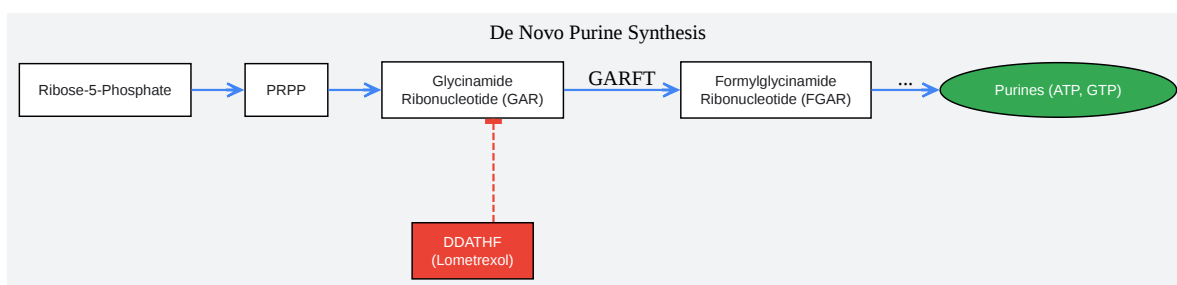 De Novo Purine Synthesis
Ribose-5-Phosphate
PRPP
Glycinamide
Ribonucleotide (GAR)
GARFT
Formylglycinamide
Ribonucleotide (FGAR)
...
Purines (ATP, GTP)
DDATHF
(Lometrexol)